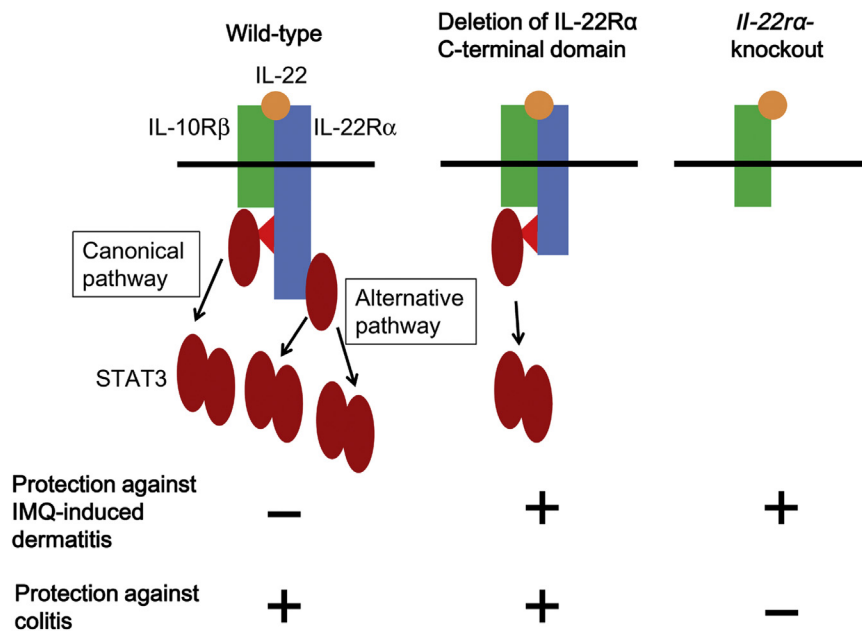 Wild-type
Deletion of IL-22Rα
C-terminal domain
Il-22rα-
knockout
IL-22
IL-10Rβ
IL-22Rα
Canonical
pathway
Alternative
pathway
STAT3
Protection against
IMQ-induced
dermatitis
− + +
Protection against
colitis
+ + −